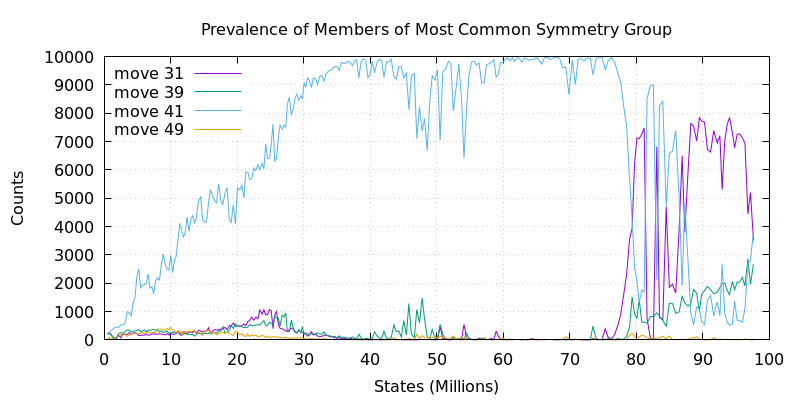 Prevalence of Members of Most Common Symmetry Group
Counts
10000
9000
8000
7000
6000
5000
4000
3000
2000
1000
0
move 31
move 39
move 41
move 49
0 10 20 30 40 50 60 70 80 90 100
States (Millions)